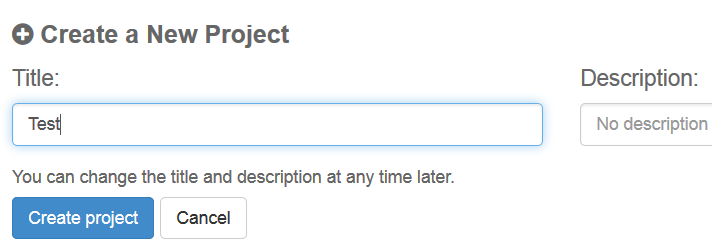 Create a New Project
Title: Description:
Test No description
You can change the title and description at any time later.
Create project Cancel